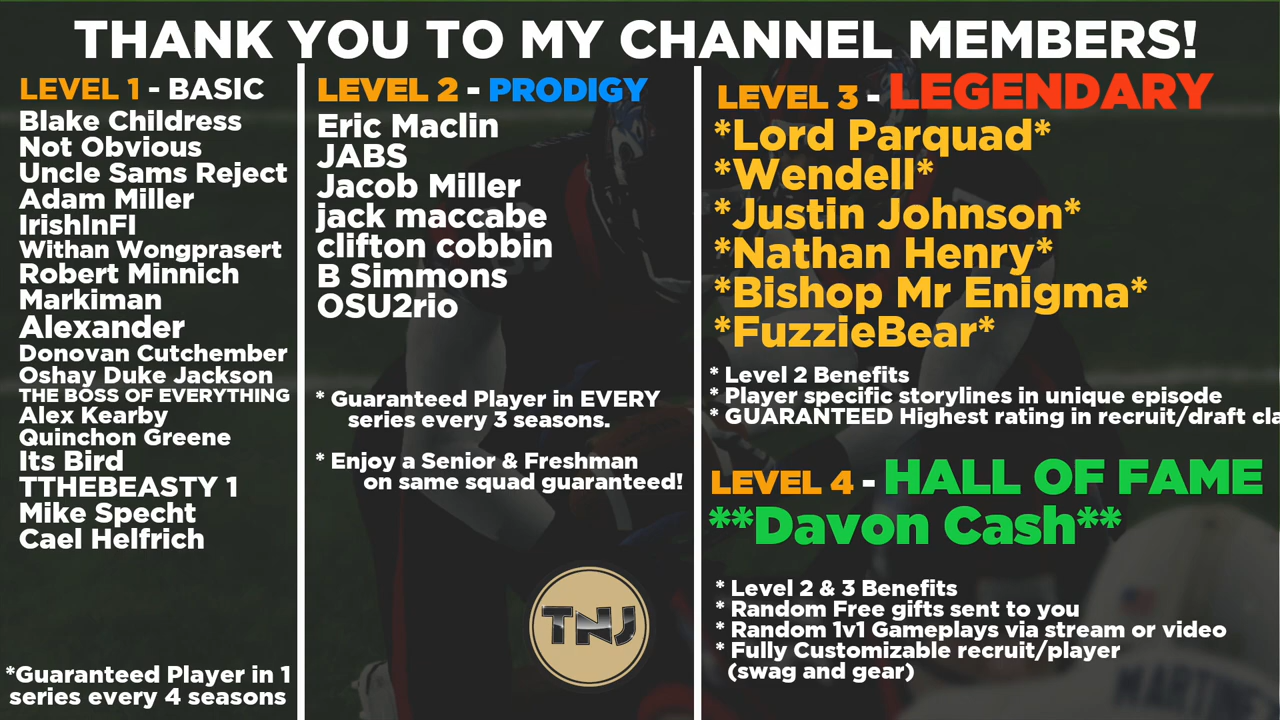 THANK YOU TO MY CHANNEL MEMBERS!
LEVEL 1 - BASIC
Blake Childress
Not Obvious
Uncle Sams Reject
Adam Miller
IrishInFl
Withan Wongprasert
Robert Minnich
Markiman
Alexander
Donovan Cutchember
Oshay Duke Jackson
THE BOSS OF EVERYTHING
Alex Kearby
Quinchon Greene
Its Bird
TTHEBEASTY 1
Mike Specht
Cael Helfrich
*Guaranteed Player in 1
series every 4 seasons
LEVEL 2 - PRODIGY
Eric Maclin
JABS
Jacob Miller
jack maccabe
clifton cobbin
B Simmons
OSU2rio
* Guaranteed Player in EVERY
series every 3 seasons.
* Enjoy a Senior & Freshman
on same squad guaranteed!
TNJ
LEVEL 3 - LEGENDARY
*Lord Parquad*
*Wendell*
*Justin Johnson*
*Nathan Henry*
*Bishop Mr Enigma*
*FuzzieBear*
* Level 2 Benefits
* Player specific storylines in unique episode
* GUARANTEED Highest rating in recruit/draft cla
LEVEL 4 - HALL OF FAME
**Davon Cash**
* Level 2 & 3 Benefits
* Random Free gifts sent to you
* Random 1v1 Gameplays via stream or video
* Fully Customizable recruit/player
(swag and gear)